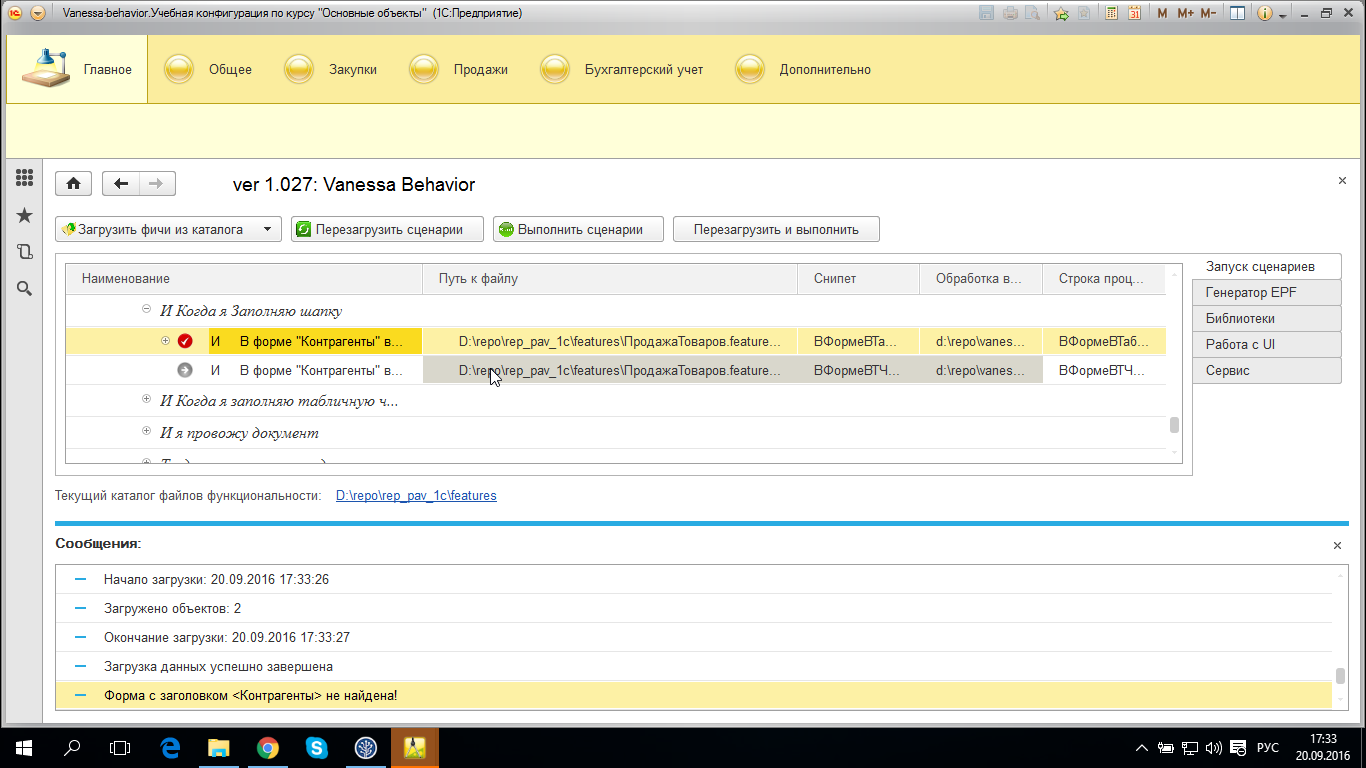 Vanessa-behavior.Учебная конфигурация по курсу "Основные объекты" (1С:Предприятие)
M M+ M-
Главное Общее Закупки Продажи Бухгалтерский учет Дополнительно
ver 1.027: Vanessa Behavior
Загрузить фичи из каталога Перезагрузить сценарии Выполнить сценарии Перезагрузить и выполнить
Наименование Путь к файлу Снипет Обработка в... Строка проц...
Запуск сценариев
Генератор EPF
Библиотеки
Работа с UI
Сервис
И Когда я Заполняю шапку
И В форме "Контрагенты" в... D:\repo\rep_pav_1c\features\ПродажаТоваров.feature... ВФормеВТа... d:\repo\vanes... ВФормеВТаб...
И В форме "Контрагенты" в... D:\repo\rep_pav_1c\features\ПродажаТоваров.feature... ВФормеВТЧ... d:\repo\vanes... ВФормеВТЧ...
И Когда я заполняю табличную ч...
И я провожу документ
Текущий каталог файлов функциональности: D:\repo\rep_pav_1c\features
Сообщения:
Начало загрузки: 20.09.2016 17:33:26
Загружено объектов: 2
Окончание загрузки: 20.09.2016 17:33:27
Загрузка данных успешно завершена
Форма с заголовком <Контрагенты> не найдена!
РУС
17:33
20.09.2016